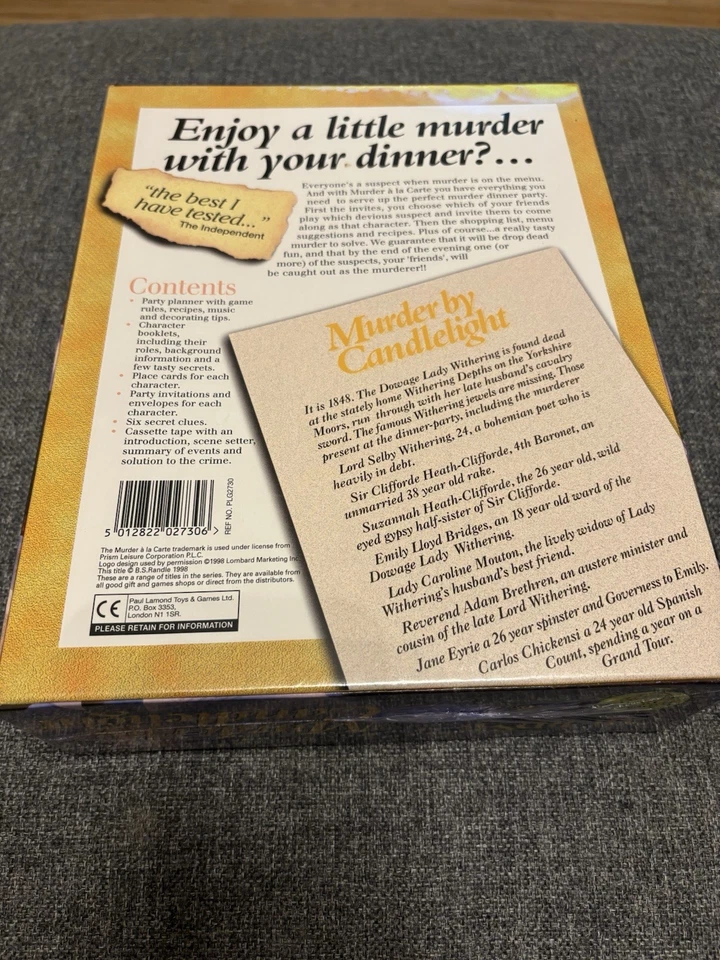 Enjoy a little murder
with your dinner?...
"the best I
have tested..."
The Independent
Everyone's a suspect when murder is on the menu.
And with Murder à la Carte you have everything you
need to serve up the perfect murder dinner party.
First the invites, you choose which of your friends
play which devious suspect and invite them to come
along as that character. Then the shopping list, menu
suggestions and recipes. Plus of course...a really tasty
murder to solve. We guarantee that it will be drop dead
fun, and that by the end of the evening one (or
more) of the suspects, your 'friends', will
be caught out as the murderer!!
Contents
• Party planner with game
rules, recipes, music
and decorating tips.
• Character
booklets,
including their
roles, background
information and a
few tasty secrets.
• Place cards for each
character.
• Party invitations and
envelopes for each
character.
• Six secret clues.
• Cassette tape with an
introduction, scene setter,
summary of events and
solution to the crime.
Murder by
Candlelight
It is 1848. The Dowage Lady Withering is found dead
at the stately home Withering Depths on the Yorkshire
Moors, run through with her late husband's cavalry
sword. The famous Withering jewels are missing. Those
present at the dinner-party, including the murderer
Lord Selby Withering, 24, a bohemian poet who is
heavily in debt.
Sir Clifforde Heath-Clifforde, 4th Baronet, an
unmarried 38 year old rake.
Suzannah Heath-Clifforde, the 26 year old, wild
eyed gypsy half-sister of Sir Clifforde.
Emily Lloyd Bridges, an 18 year old ward of the
Dowage Lady Withering.
Lady Caroline Mouton, the lively widow of Lady
Withering's husband's best friend.
Reverend Adam Brethren, an austere minister and
cousin of the late Lord Withering.
Jane Eyrie a 26 year spinster and Governess to Emily.
Carlos Chickensi a 24 year old Spanish
Count, spending a year on a
Grand Tour.
5 012822 027306 >
REF NO. PLG2730
The Murder à la Carte trademark is used under license from
Prism Leisure Corporation P.L.C.
Logo design used by permission ©1998 Lombard Marketing Inc.
This title © B.S.Randle 1998
These are a range of titles in the series. They are available from
all good gift and games shops or direct from the distributors.
CE
Paul Lamond Toys & Games Ltd.
P.O. Box 3353,
London N1 1SR.
PLEASE RETAIN FOR INFORMATION